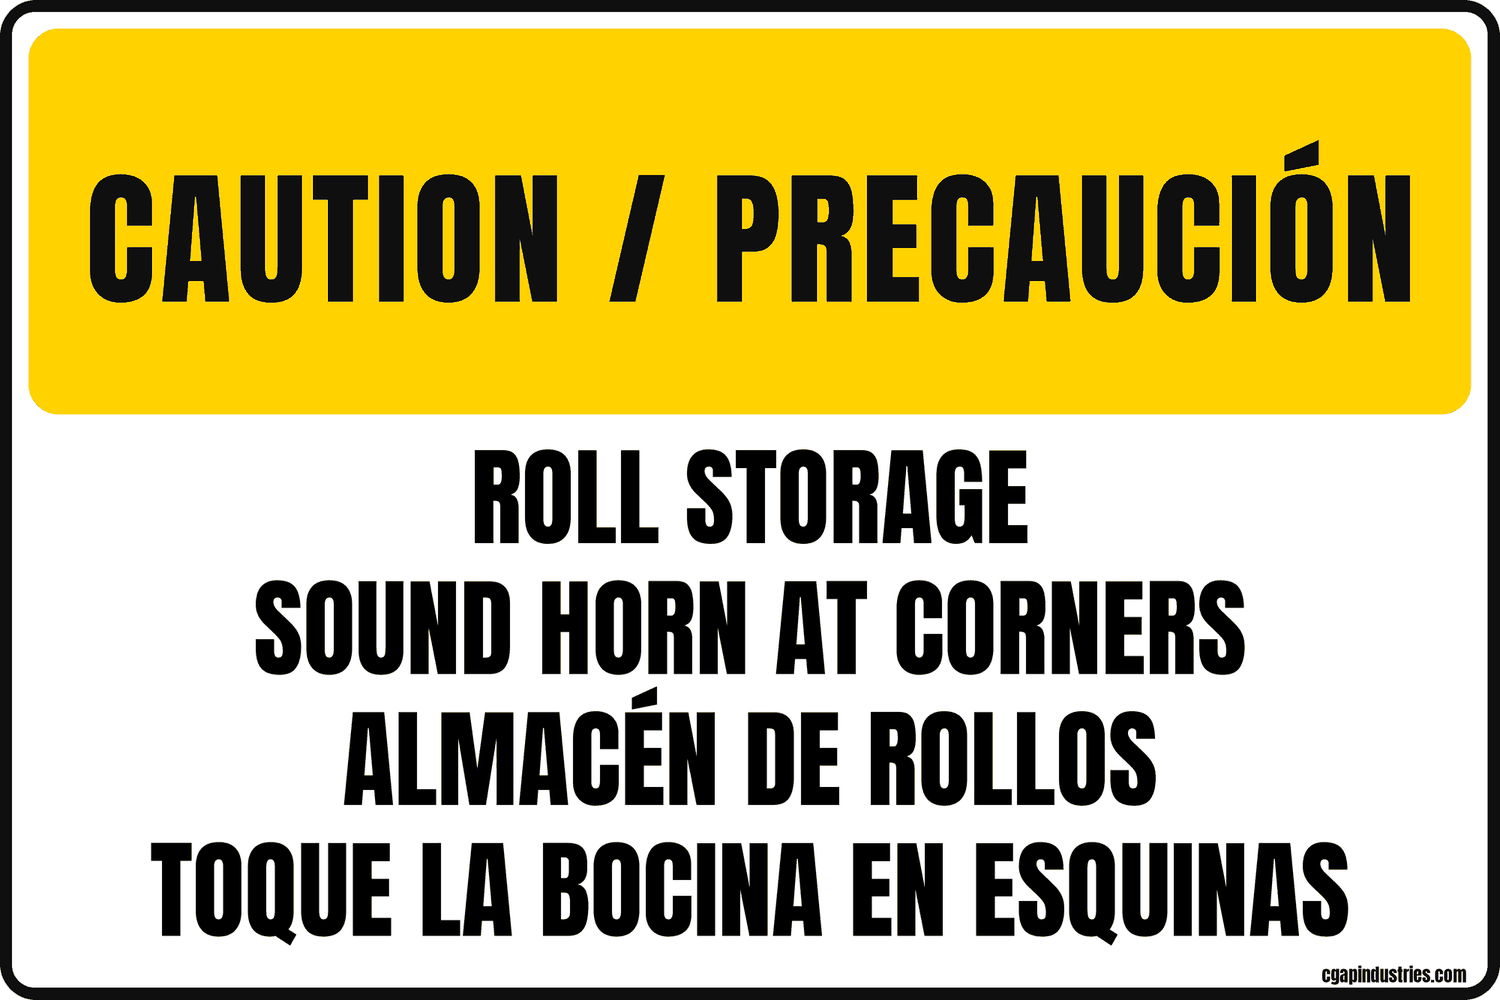 CAUTION / PRECAUCIÓN
ROLL STORAGE
SOUND HORN AT CORNERS
ALMACÉN DE ROLLOS
TOQUE LA BOCINA EN ESQUINAS
cgapindustries.com